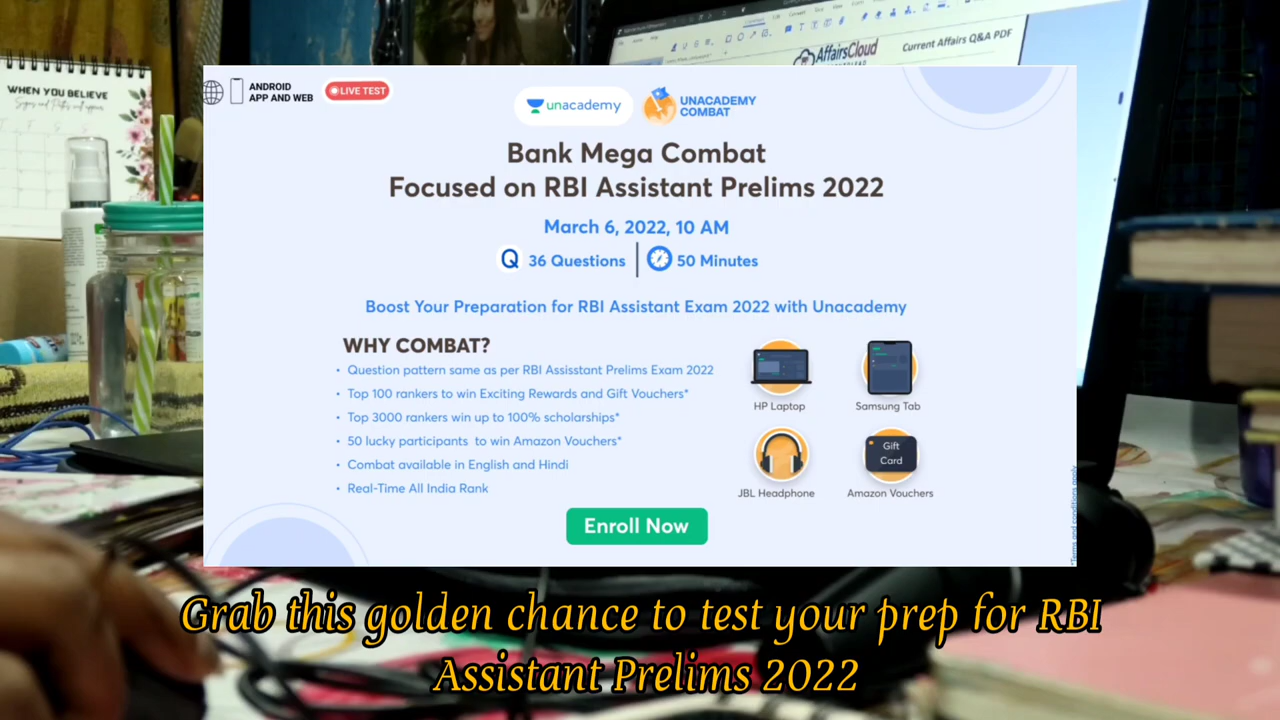 WHEN YOU BELIEVE
AffairsCloud
Current Affairs Q&A PDF
ANDROID
APP AND WEB
LIVE TEST
unacademy
UNACADEMY
COMBAT
Bank Mega Combat
Focused on RBI Assistant Prelims 2022
March 6, 2022, 10 AM
Q 36 Questions
50 Minutes
Boost Your Preparation for RBI Assistant Exam 2022 with Unacademy
WHY COMBAT?
• Question pattern same as per RBI Assisstant Prelims Exam 2022
• Top 100 rankers to win Exciting Rewards and Gift Vouchers*
• Top 3000 rankers win up to 100% scholarships*
• 50 lucky participants to win Amazon Vouchers*
• Combat available in English and Hindi
• Real-Time All India Rank
HP Laptop
Samsung Tab
Gift
Card
JBL Headphone
Amazon Vouchers
Enroll Now
*Terms and conditions apply
Grab this golden chance to test your prep for RBI
Assistant Prelims 2022